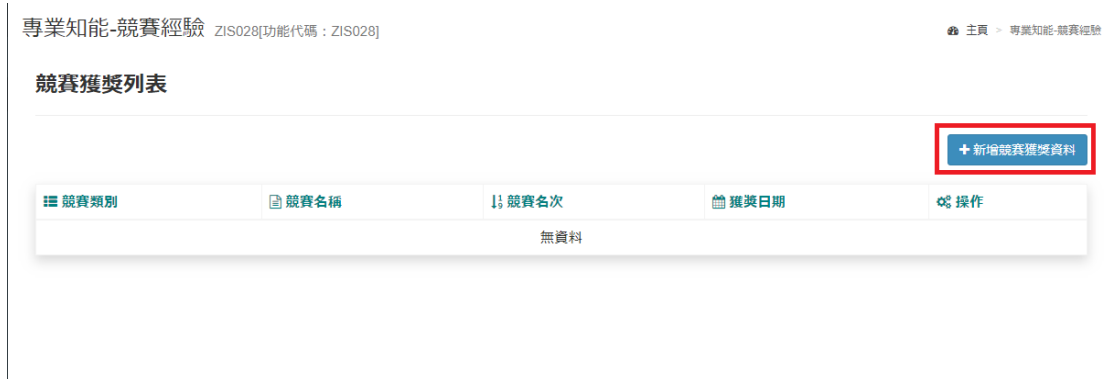 專業知能-競賽經驗 ZIS028[功能代碼：ZIS028]
主頁 > 專業知能-競賽經驗
競賽獲獎列表
+新增競賽獲獎資料
競賽類別 競賽名稱 競賽名次 獲獎日期 操作
無資料